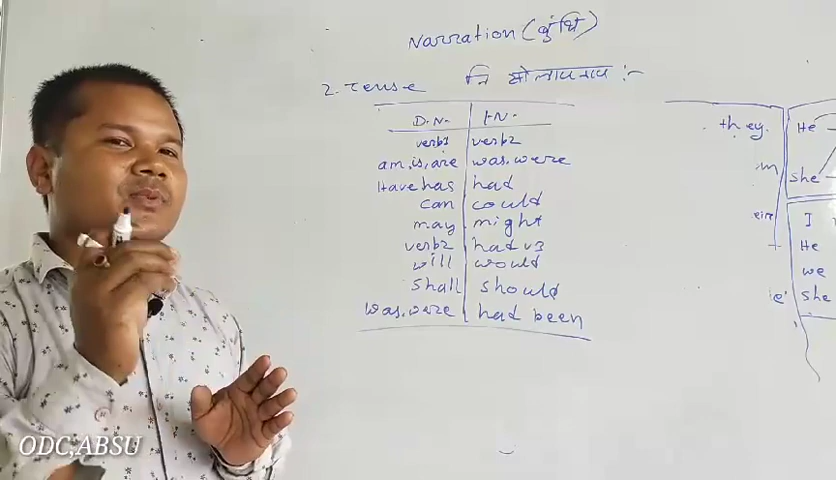 Narration (बुंथि)
2. Tense नि सोलायनाय :-
D.N. I.N.
verb1 verb2
am, is, are was, were
Have has had
can could
may might
verb2 had v3
will would
shall should
was, were had been
they.
He
she
I
He
we
She
'e'
ODC, ABSU